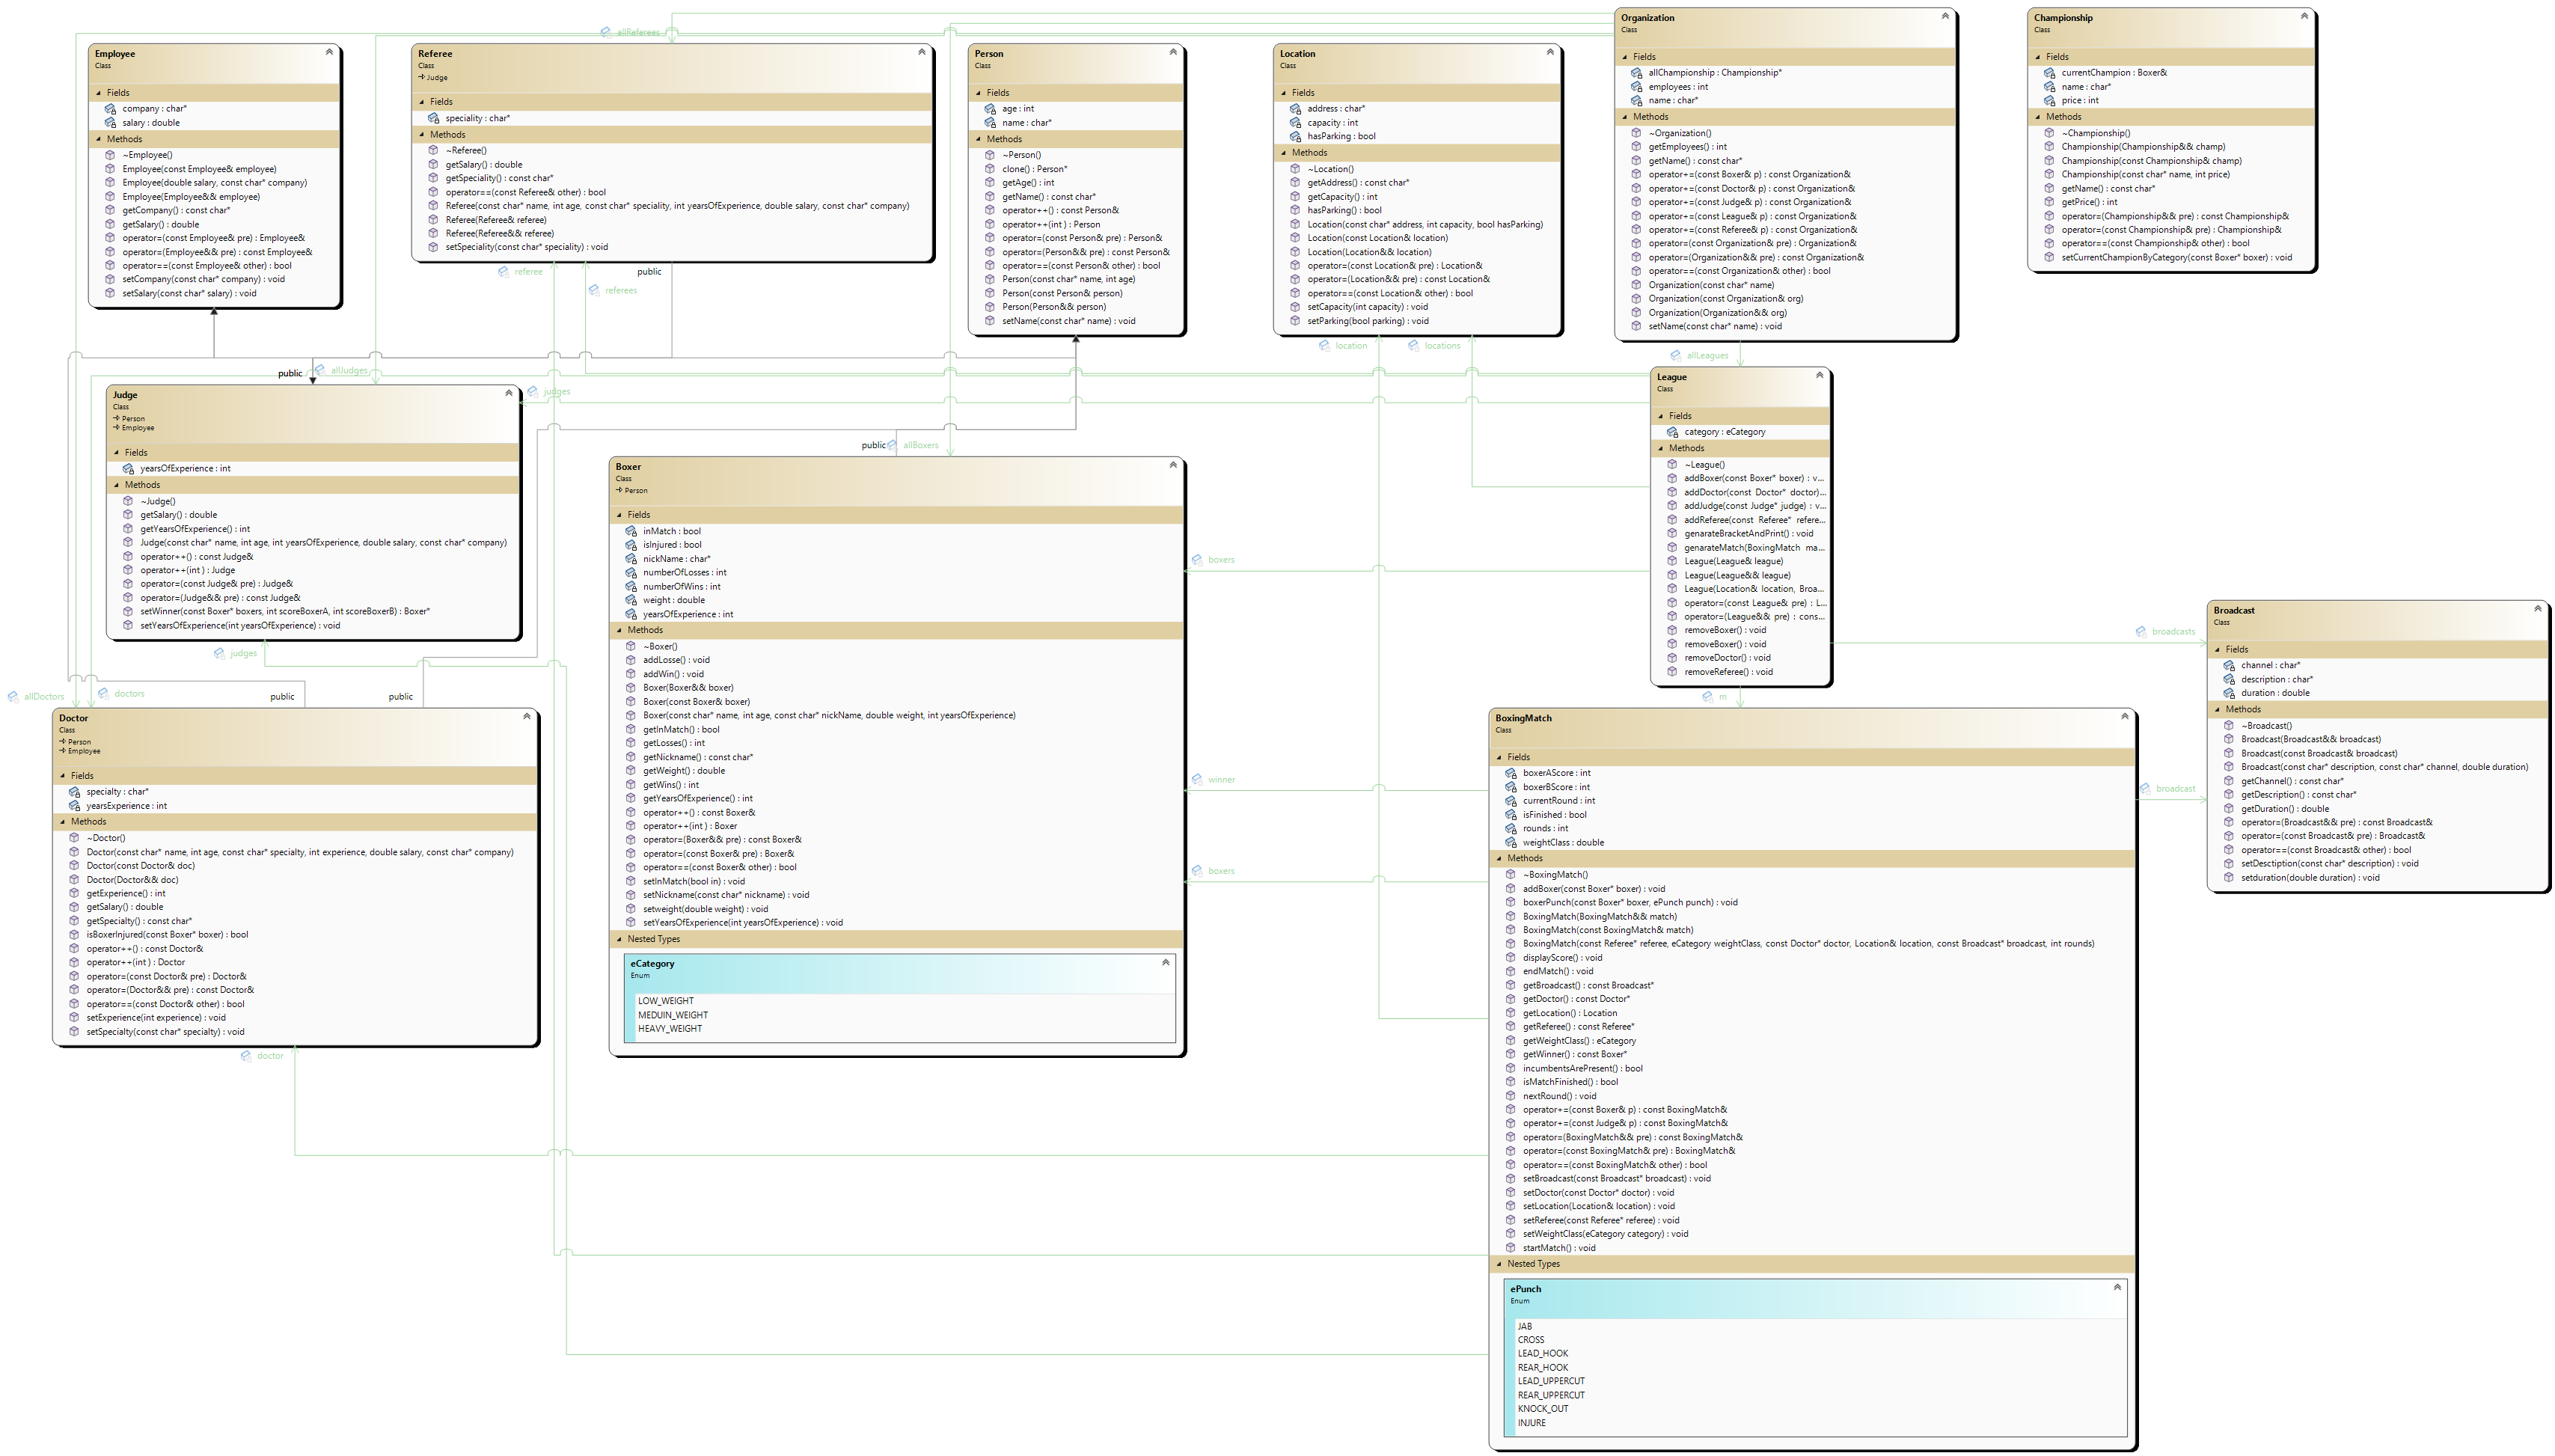 allReferees
Employee
Class
Fields
company : char*
salary : double
Methods
~Employee()
Employee(const Employee& employee)
Employee(double salary, const char* company)
Employee(Employee&& employee)
getCompany() : const char*
getSalary() : double
operator=(const Employee& pre) : Employee&
operator=(Employee&& pre) : const Employee&
operator==(const Employee& other) : bool
setCompany(const char* company) : void
setSalary(const char* salary) : void
Referee
Class
Judge
Fields
speciality : char*
Methods
~Referee()
getSalary() : double
getSpeciality() : const char*
operator==(const Referee& other) : bool
Referee(const char* name, int age, const char* speciality, int yearsOfExperience, double salary, const char* company)
Referee(Referee& referee)
Referee(Referee&& referee)
setSpeciality(const char* speciality) : void
Person
Class
Fields
age : int
name : char*
Methods
~Person()
clone() : Person*
getAge() : int
getName() : const char*
operator++() : const Person&
operator++(int ) : Person
operator=(const Person& pre) : Person&
operator=(Person&& pre) : const Person&
operator==(const Person& other) : bool
Person(const char* name, int age)
Person(const Person& person)
Person(Person&& person)
setName(const char* name) : void
Location
Class
Fields
address : char*
capacity : int
hasParking : bool
Methods
~Location()
getAddress() : const char*
getCapacity() : int
hasParking() : bool
Location(const char* address, int capacity, bool hasParking)
Location(const Location& location)
Location(Location&& location)
operator=(const Location& pre) : Location&
operator=(Location&& pre) : const Location&
operator==(const Location& other) : bool
setCapacity(int capacity) : void
setParking(bool parking) : void
Organization
Class
Fields
allChampionship : Championship*
employees : int
name : char*
Methods
~Organization()
getEmployees() : int
getName() : const char*
operator+=(const Boxer& p) : const Organization&
operator+=(const Doctor& p) : const Organization&
operator+=(const Judge& p) : const Organization&
operator+=(const League& p) : const Organization&
operator+=(const Referee& p) : const Organization&
operator=(const Organization& pre) : Organization&
operator=(Organization&& pre) : const Organization&
operator==(const Organization& other) : bool
Organization(const char* name)
Organization(const Organization& org)
Organization(Organization&& org)
setName(const char* name) : void
Championship
Class
Fields
currentChampion : Boxer&
name : char*
price : int
Methods
~Championship()
Championship(Championship&& champ)
Championship(const Championship& champ)
Championship(const char* name, int price)
getName() : const char*
getPrice() : int
operator=(Championship&& pre) : const Championship&
operator=(const Championship& pre) : Championship&
operator==(const Championship& other) : bool
setCurrentChampionByCategory(const Boxer* boxer) : void
referee
public
referees
location
locations
allLeagues
public
allJudges
judges
Judge
Class
Person
Employee
Fields
yearsOfExperience : int
Methods
~Judge()
getSalary() : double
getYearsOfExperience() : int
Judge(const char* name, int age, int yearsOfExperience, double salary, const char* company)
operator++() : const Judge&
operator++(int ) : Judge
operator=(const Judge& pre) : Judge&
operator=(Judge&& pre) : const Judge&
setWinner(const Boxer* boxers, int scoreBoxerA, int scoreBoxerB) : Boxer*
setYearsOfExperience(int yearsOfExperience) : void
judges
League
Class
Fields
category : eCategory
Methods
~League()
addBoxer(const Boxer* boxer) : v...
addDoctor(const Doctor* doctor)...
addJudge(const Judge* judge) : v...
addReferee(const Referee* refere...
genarateBracketAndPrint() : void
genarateMatch(BoxingMatch ma...
League(League& league)
League(League&& league)
League(Location& location, Broa...
operator=(const League& pre) : L...
operator=(League&& pre) : cons...
removeBoxer() : void
removeBoxer() : void
removeDoctor() : void
removeReferee() : void
public
allBoxers
Boxer
Class
Person
Fields
inMatch : bool
isInjured : bool
nickName : char*
numberOfLosses : int
numberOfWins : int
weight : double
yearsOfExperience : int
Methods
~Boxer()
addLosse() : void
addWin() : void
Boxer(Boxer&& boxer)
Boxer(const Boxer& boxer)
Boxer(const char* name, int age, const char* nickName, double weight, int yearsOfExperience)
getInMatch() : bool
getLosses() : int
getNickname() : const char*
getWeight() : double
getWins() : int
getYearsOfExperience() : int
operator++() : const Boxer&
operator++(int ) : Boxer
operator=(Boxer&& pre) : const Boxer&
operator=(const Boxer& pre) : Boxer&
operator==(const Boxer& other) : bool
setInMatch(bool in) : void
setNickname(const char* nickname) : void
setweight(double weight) : void
setYearsOfExperience(int yearsOfExperience) : void
Nested Types
eCategory
Enum
LOW_WEIGHT
MEDUIN_WEIGHT
HEAVY_WEIGHT
boxers
winner
boxers
broadcasts
Broadcast
Class
Fields
channel : char*
description : char*
duration : double
Methods
~Broadcast()
Broadcast(Broadcast&& broadcast)
Broadcast(const Broadcast& broadcast)
Broadcast(const char* description, const char* channel, double duration)
getChannel() : const char*
getDescription() : const char*
getDuration() : double
operator=(Broadcast&& pre) : const Broadcast&
operator=(const Broadcast& pre) : Broadcast&
operator==(const Broadcast& other) : bool
setDesctiption(const char* description) : void
setduration(double duration) : void
broadcast
allDoctors
doctors
public
public
Doctor
Class
Person
Employee
Fields
specialty : char*
yearsExperience : int
Methods
~Doctor()
Doctor(const char* name, int age, const char* specialty, int experience, double salary, const char* company)
Doctor(const Doctor& doc)
Doctor(Doctor&& doc)
getExperience() : int
getSalary() : double
getSpecialty() : const char*
isBoxerInjured(const Boxer* boxer) : bool
operator++() : const Doctor&
operator++(int ) : Doctor
operator=(const Doctor& pre) : Doctor&
operator=(Doctor&& pre) : const Doctor&
operator==(const Doctor& other) : bool
setExperience(int experience) : void
setSpecialty(const char* specialty) : void
doctor
m
BoxingMatch
Class
Fields
boxerAScore : int
boxerBScore : int
currentRound : int
isFinished : bool
rounds : int
weightClass : double
Methods
~BoxingMatch()
addBoxer(const Boxer* boxer) : void
boxerPunch(const Boxer* boxer, ePunch punch) : void
BoxingMatch(BoxingMatch&& match)
BoxingMatch(const BoxingMatch& match)
BoxingMatch(const Referee* referee, eCategory weightClass, const Doctor* doctor, Location& location, const Broadcast* broadcast, int rounds)
displayScore() : void
endMatch() : void
getBroadcast() : const Broadcast*
getDoctor() : const Doctor*
getLocation() : Location
getReferee() : const Referee*
getWeightClass() : eCategory
getWinner() : const Boxer*
incumbentsArePresent() : bool
isMatchFinished() : bool
nextRound() : void
operator+=(const Boxer& p) : const BoxingMatch&
operator+=(const Judge& p) : const BoxingMatch&
operator=(BoxingMatch&& pre) : const BoxingMatch&
operator=(const BoxingMatch& pre) : BoxingMatch&
operator==(const BoxingMatch& other) : bool
setBroadcast(const Broadcast* broadcast) : void
setDoctor(const Doctor* doctor) : void
setLocation(Location& location) : void
setReferee(const Referee* referee) : void
setWeightClass(eCategory category) : void
startMatch() : void
Nested Types
ePunch
Enum
JAB
CROSS
LEAD_HOOK
REAR_HOOK
LEAD_UPPERCUT
REAR_UPPERCUT
KNOCK_OUT
INJURE